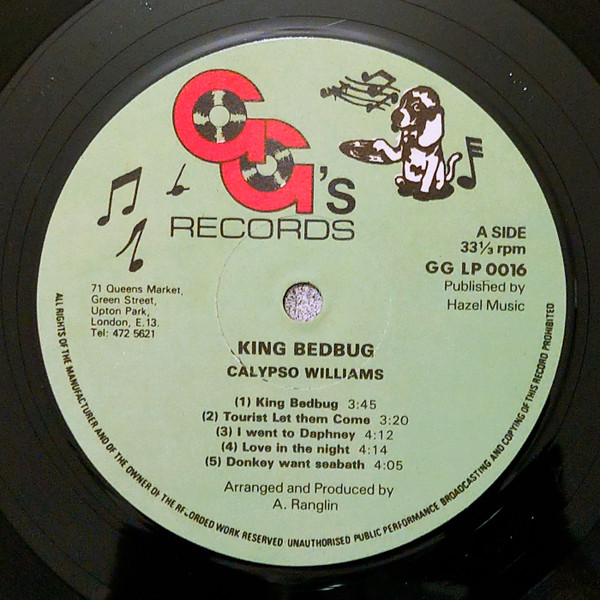 GG's
RECORDS
A SIDE
33⅓ rpm
GG LP 0016
Published by
Hazel Music
71 Queens Market,
Green Street,
Upton Park,
London, E.13.
Tel: 472 5621
KING BEDBUG
CALYPSO WILLIAMS
(1) King Bedbug 3:45
(2) Tourist Let them Come 3:20
(3) I went to Daphney 4:12
(4) Love in the night 4:14
(5) Donkey want seabath 4:05
Arranged and Produced by
A. Ranglin
ALL RIGHTS OF THE MANUFACTURER AND OF THE OWNER OF THE RECORDED WORK RESERVED UNAUTHORISED PUBLIC PERFORMANCE BROADCASTING AND COPYING OF THIS RECORD PROHIBITED